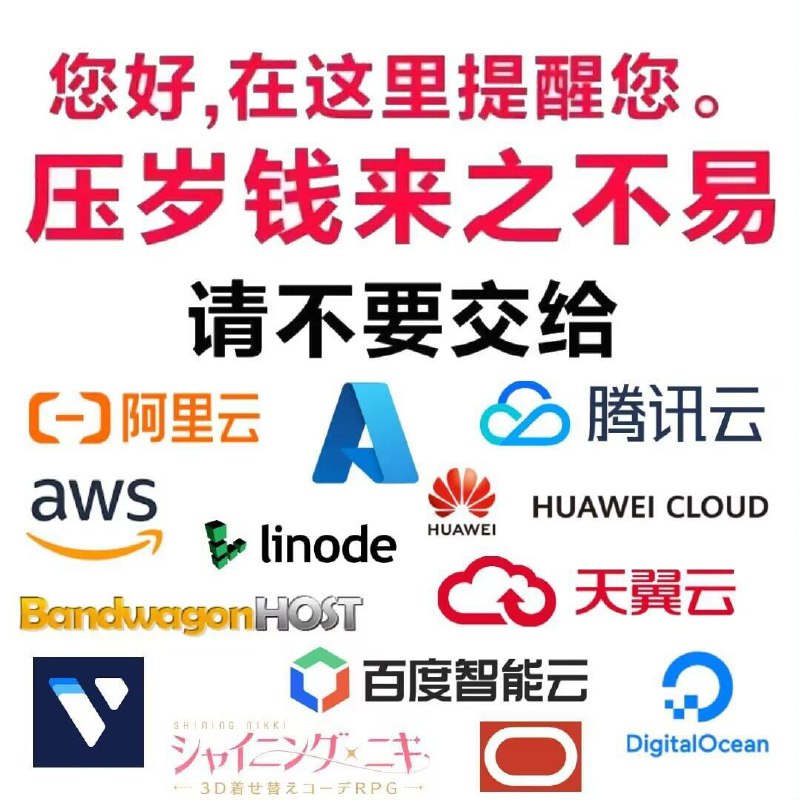 您好,在这里提醒您。
压岁钱来之不易
请不要交给
阿里云
腾讯云
aws
HUAWEI
HUAWEI CLOUD
linode
BandwagonHOST
天翼云
百度智能云
DigitalOcean
SHINING NIKKI
シャイニング・ニキ
3D着せ替えコーデRPG